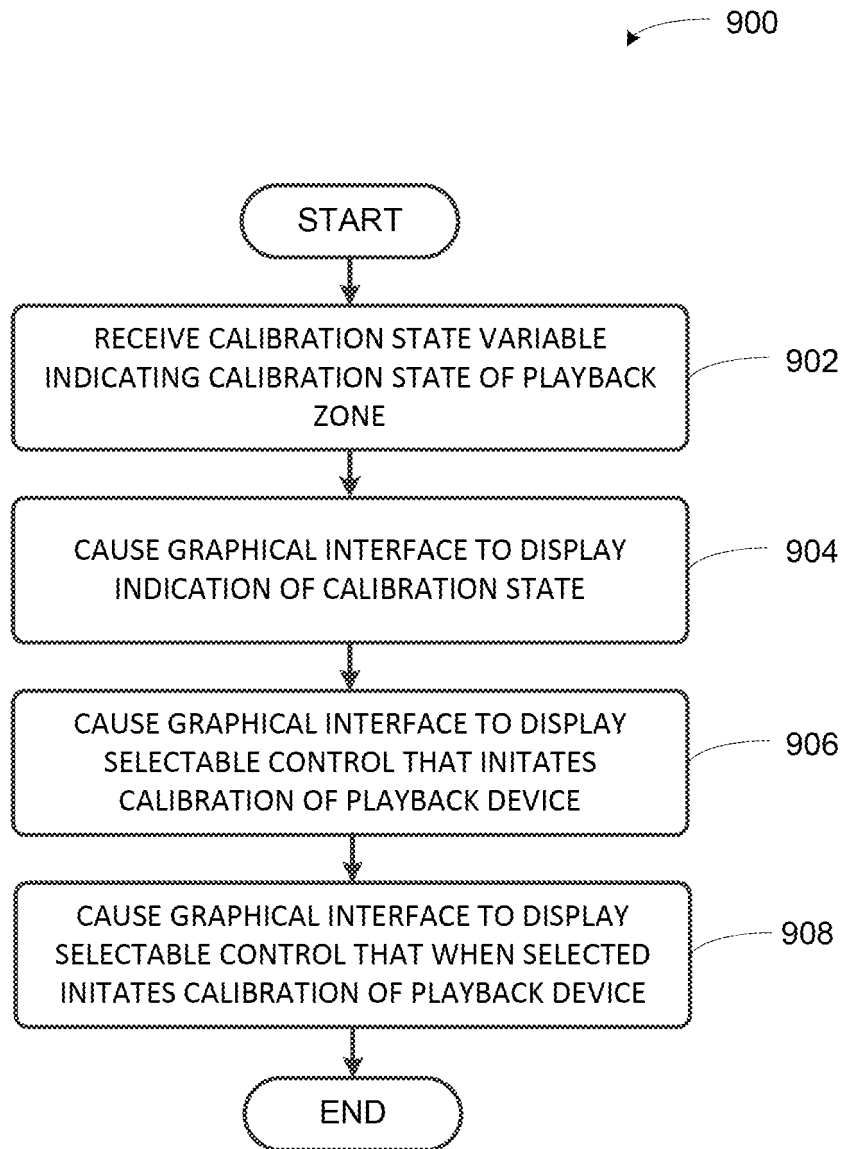 900
START
RECEIVE CALIBRATION STATE VARIABLE
INDICATING CALIBRATION STATE OF PLAYBACK
ZONE
902
CAUSE GRAPHICAL INTERFACE TO DISPLAY
INDICATION OF CALIBRATION STATE
904
CAUSE GRAPHICAL INTERFACE TO DISPLAY
SELECTABLE CONTROL THAT INITATES
CALIBRATION OF PLAYBACK DEVICE
906
CAUSE GRAPHICAL INTERFACE TO DISPLAY
SELECTABLE CONTROL THAT WHEN SELECTED
INITATES CALIBRATION OF PLAYBACK DEVICE
908
END